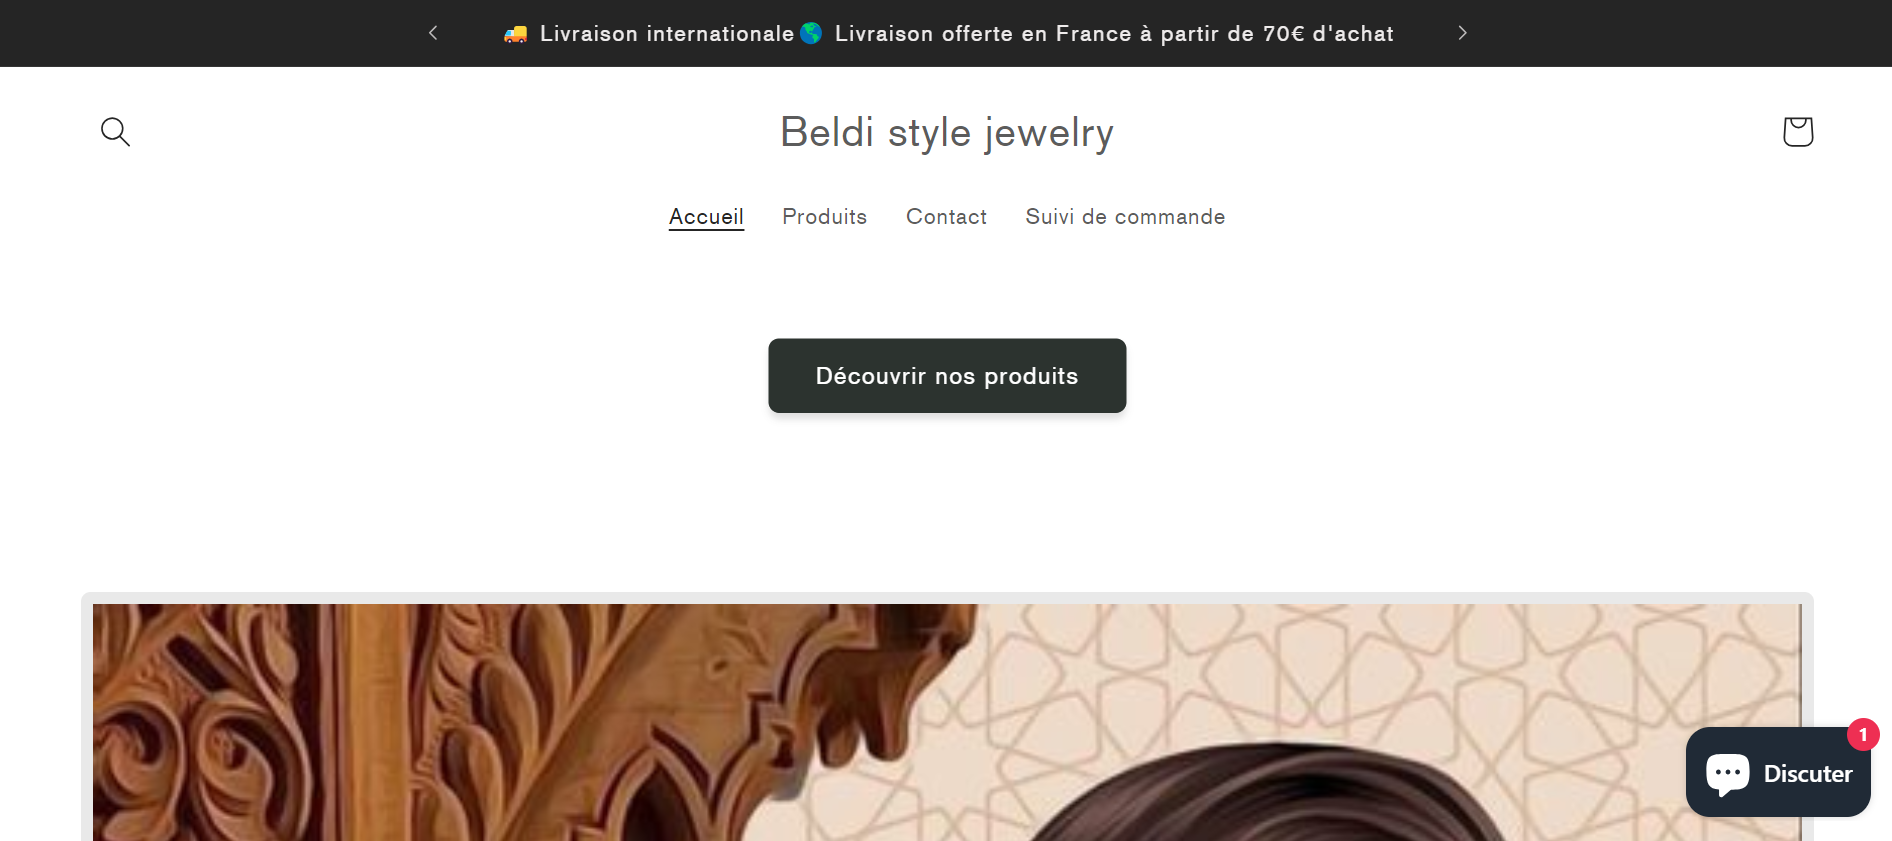 🚚 Livraison internationale🌎 Livraison offerte en France à partir de 70€ d'achat
Beldi style jewelry
Accueil Produits Contact Suivi de commande
Découvrir nos produits
1
Discuter